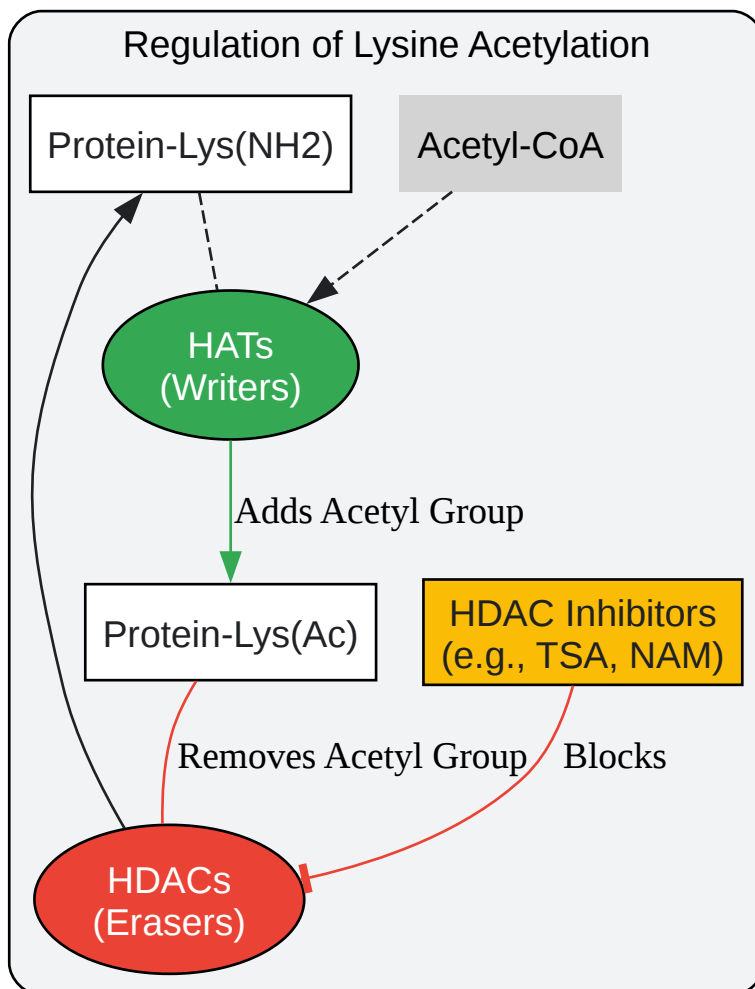 Regulation of Lysine Acetylation
Protein-Lys(NH2)
Acetyl-CoA
HATs
(Writers)
Adds Acetyl Group
Protein-Lys(Ac)
HDAC Inhibitors
(e.g., TSA, NAM)
Removes Acetyl Group
Blocks
HDACs
(Erasers)